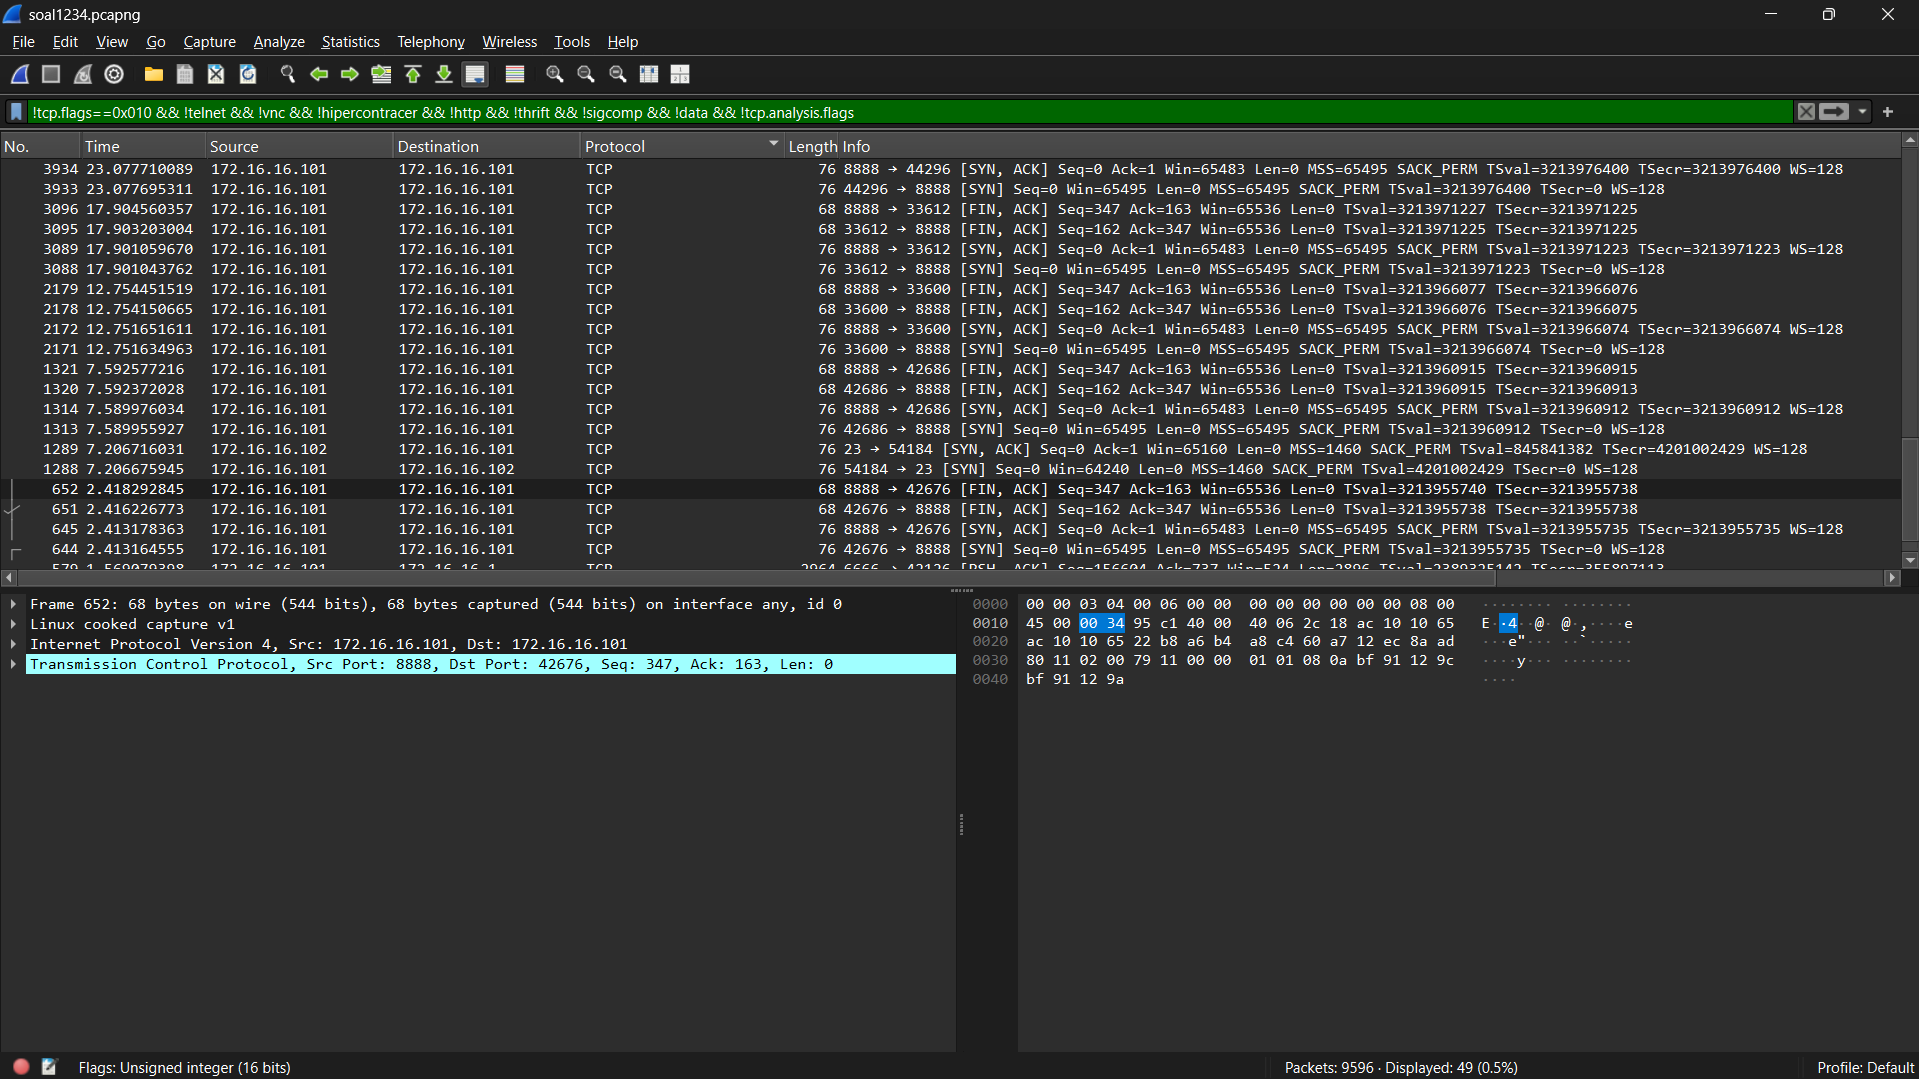 soal1234.pcapng
File Edit View Go Capture Analyze Statistics Telephony Wireless Tools Help
!tcp.flags==0x010 && !telnet && !vnc && !hipercontracer && !http && !thrift && !sigcomp && !data && !tcp.analysis.flags
No. Time Source Destination Protocol Length Info
3934 23.077710089 172.16.16.101 172.16.16.101 TCP 76 8888 → 44296 [SYN, ACK] Seq=0 Ack=1 Win=65483 Len=0 MSS=65495 SACK_PERM TSval=3213976400 TSecr=3213976400 WS=128
3933 23.077695311 172.16.16.101 172.16.16.101 TCP 76 44296 → 8888 [SYN] Seq=0 Win=65495 Len=0 MSS=65495 SACK_PERM TSval=3213976400 TSecr=0 WS=128
3096 17.904560357 172.16.16.101 172.16.16.101 TCP 68 8888 → 33612 [FIN, ACK] Seq=347 Ack=163 Win=65536 Len=0 TSval=3213971227 TSecr=3213971225
3095 17.903203004 172.16.16.101 172.16.16.101 TCP 68 33612 → 8888 [FIN, ACK] Seq=162 Ack=347 Win=65536 Len=0 TSval=3213971225 TSecr=3213971225
3089 17.901059670 172.16.16.101 172.16.16.101 TCP 76 8888 → 33612 [SYN, ACK] Seq=0 Ack=1 Win=65483 Len=0 MSS=65495 SACK_PERM TSval=3213971223 TSecr=3213971223 WS=128
3088 17.901043762 172.16.16.101 172.16.16.101 TCP 76 33612 → 8888 [SYN] Seq=0 Win=65495 Len=0 MSS=65495 SACK_PERM TSval=3213971223 TSecr=0 WS=128
2179 12.754451519 172.16.16.101 172.16.16.101 TCP 68 8888 → 33600 [FIN, ACK] Seq=347 Ack=163 Win=65536 Len=0 TSval=3213966077 TSecr=3213966076
2178 12.754150665 172.16.16.101 172.16.16.101 TCP 68 33600 → 8888 [FIN, ACK] Seq=162 Ack=347 Win=65536 Len=0 TSval=3213966076 TSecr=3213966075
2172 12.751651611 172.16.16.101 172.16.16.101 TCP 76 8888 → 33600 [SYN, ACK] Seq=0 Ack=1 Win=65483 Len=0 MSS=65495 SACK_PERM TSval=3213966074 TSecr=3213966074 WS=128
2171 12.751634963 172.16.16.101 172.16.16.101 TCP 76 33600 → 8888 [SYN] Seq=0 Win=65495 Len=0 MSS=65495 SACK_PERM TSval=3213966074 TSecr=0 WS=128
1321 7.592577216 172.16.16.101 172.16.16.101 TCP 68 8888 → 42686 [FIN, ACK] Seq=347 Ack=163 Win=65536 Len=0 TSval=3213960915 TSecr=3213960915
1320 7.592372028 172.16.16.101 172.16.16.101 TCP 68 42686 → 8888 [FIN, ACK] Seq=162 Ack=347 Win=65536 Len=0 TSval=3213960915 TSecr=3213960913
1314 7.589976034 172.16.16.101 172.16.16.101 TCP 76 8888 → 42686 [SYN, ACK] Seq=0 Ack=1 Win=65483 Len=0 MSS=65495 SACK_PERM TSval=3213960912 TSecr=3213960912 WS=128
1313 7.589955927 172.16.16.101 172.16.16.101 TCP 76 42686 → 8888 [SYN] Seq=0 Win=65495 Len=0 MSS=65495 SACK_PERM TSval=3213960912 TSecr=0 WS=128
1289 7.206716031 172.16.16.102 172.16.16.101 TCP 76 23 → 54184 [SYN, ACK] Seq=0 Ack=1 Win=65160 Len=0 MSS=1460 SACK_PERM TSval=845841382 TSecr=4201002429 WS=128
1288 7.206675945 172.16.16.101 172.16.16.102 TCP 76 54184 → 23 [SYN] Seq=0 Win=64240 Len=0 MSS=1460 SACK_PERM TSval=4201002429 TSecr=0 WS=128
652 2.418292845 172.16.16.101 172.16.16.101 TCP 68 8888 → 42676 [FIN, ACK] Seq=347 Ack=163 Win=65536 Len=0 TSval=3213955740 TSecr=3213955738
651 2.416226773 172.16.16.101 172.16.16.101 TCP 68 42676 → 8888 [FIN, ACK] Seq=162 Ack=347 Win=65536 Len=0 TSval=3213955738 TSecr=3213955738
645 2.413178363 172.16.16.101 172.16.16.101 TCP 76 8888 → 42676 [SYN, ACK] Seq=0 Ack=1 Win=65483 Len=0 MSS=65495 SACK_PERM TSval=3213955735 TSecr=3213955735 WS=128
644 2.413164555 172.16.16.101 172.16.16.101 TCP 76 42676 → 8888 [SYN] Seq=0 Win=65495 Len=0 MSS=65495 SACK_PERM TSval=3213955735 TSecr=0 WS=128
Frame 652: 68 bytes on wire (544 bits), 68 bytes captured (544 bits) on interface any, id 0
Linux cooked capture v1
Internet Protocol Version 4, Src: 172.16.16.101, Dst: 172.16.16.101
Transmission Control Protocol, Src Port: 8888, Dst Port: 42676, Seq: 347, Ack: 163, Len: 0
0000 00 00 03 04 00 06 00 00 00 00 00 00 00 00 08 00 ········ ········
0010 45 00 00 34 95 c1 40 00 40 06 2c 18 ac 10 10 65 E··4··@· @·,····e
0020 ac 10 10 65 22 b8 a6 b4 a8 c4 60 a7 12 ec 8a ad ···e"··· ··`·····
0030 80 11 02 00 79 11 00 00 01 01 08 0a bf 91 12 9c ····y··· ········
0040 bf 91 12 9a ····
Flags: Unsigned integer (16 bits)
Packets: 9596 · Displayed: 49 (0.5%)
Profile: Default